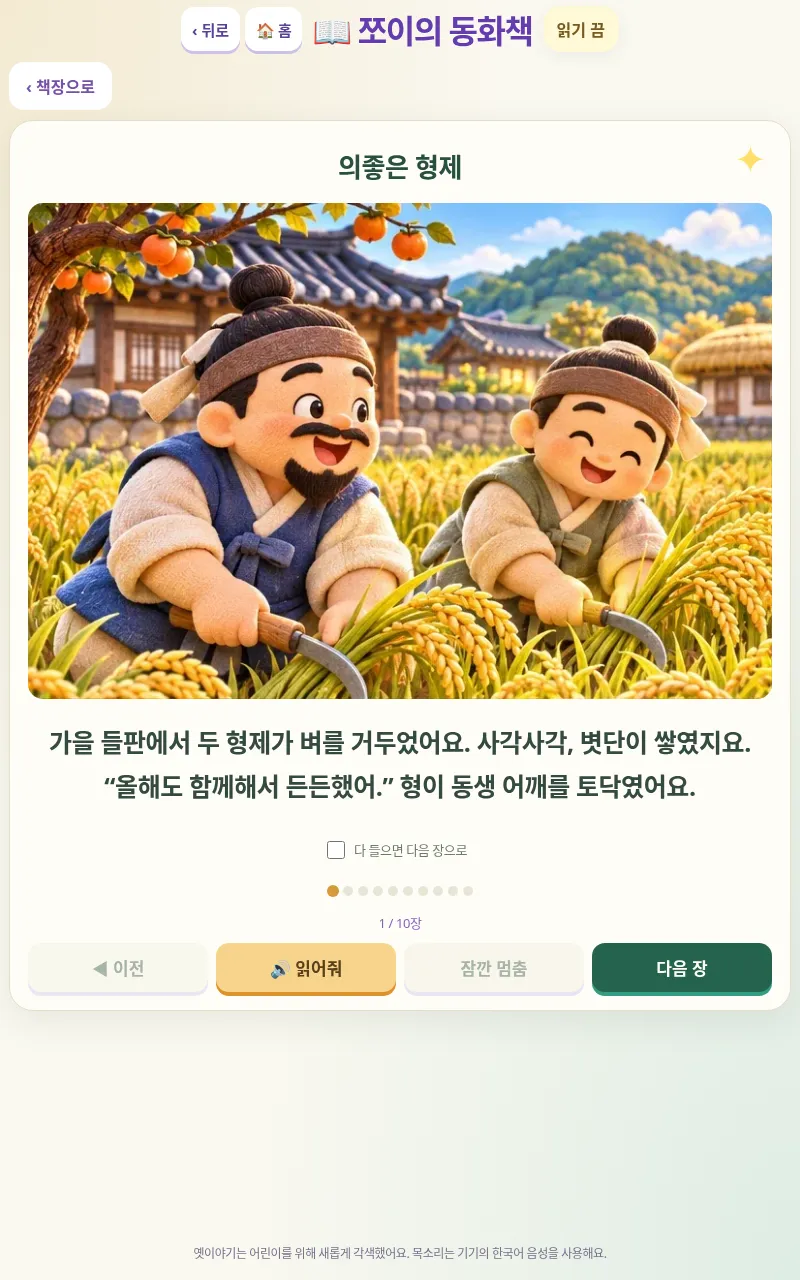 ‹ 뒤로
🏠 홈
📖 쪼이의 동화책
읽기 끔
‹ 책장으로
의좋은 형제
가을 들판에서 두 형제가 벼를 거두었어요. 사각사각, 볏단이 쌓였지요.
“올해도 함께해서 든든했어.” 형이 동생 어깨를 토닥였어요.
다 들으면 다음 장으로
1 / 10장
◀ 이전
🔊 읽어줘
잠깐 멈춤
다음 장
옛이야기는 어린이를 위해 새롭게 각색했어요. 목소리는 기기의 한국어 음성을 사용해요.